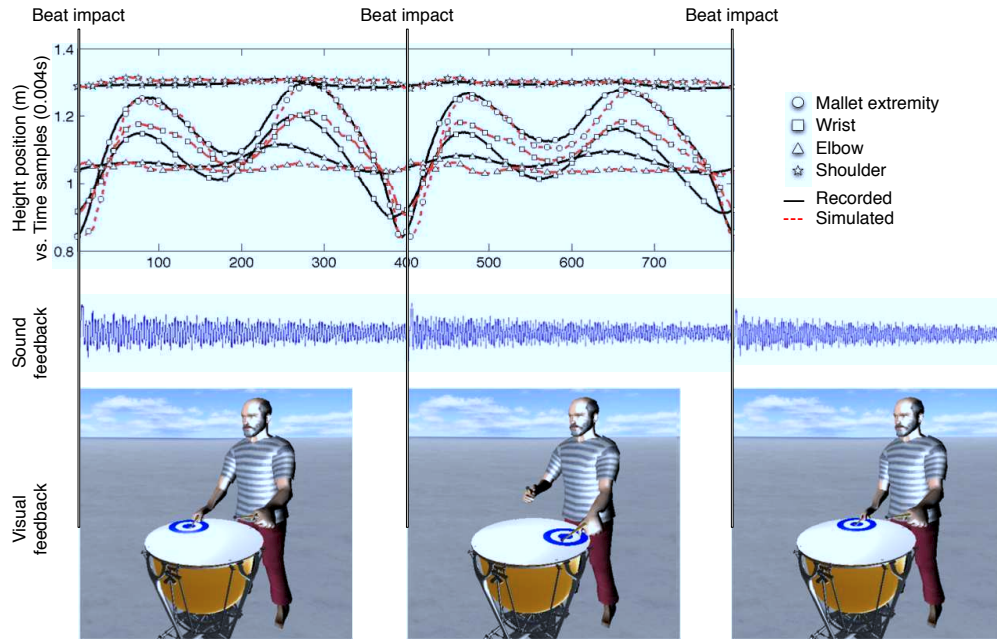 Beat impact
Beat impact
Beat impact
Height position (m)
vs. Time samples (0.004s)
1.4
1.2
1
0.8
100
200
300
400
500
600
700
Mallet extremity
Wrist
Elbow
Shoulder
Recorded
Simulated
Sound
feedback
Visual
feedback